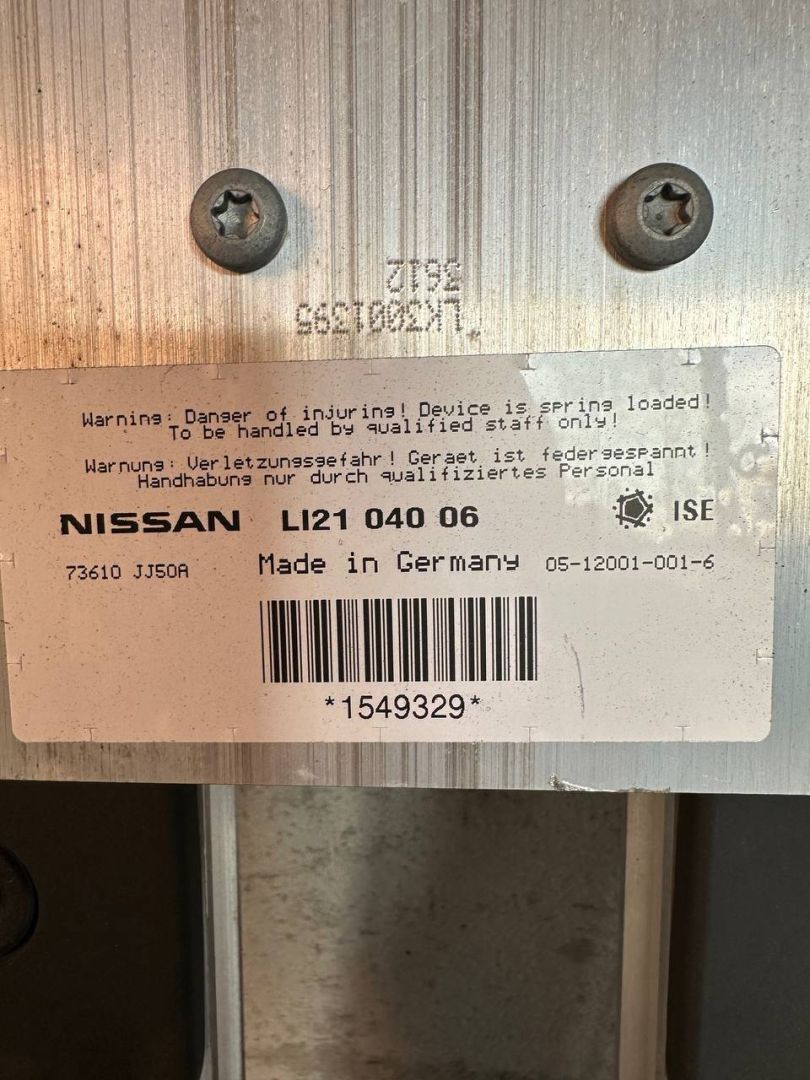 *LK3001395
3612
Warning: Danger of injuring! Device is spring loaded!
To be handled by qualified staff only!
Warnung: Verletzungsgefahr! Geraet ist federgespannt!
Handhabung nur durch qualifiziertes Personal
NISSAN LI21 040 06 ISE
73610 JJ50A Made in Germany 05-12001-001-6
*1549329*